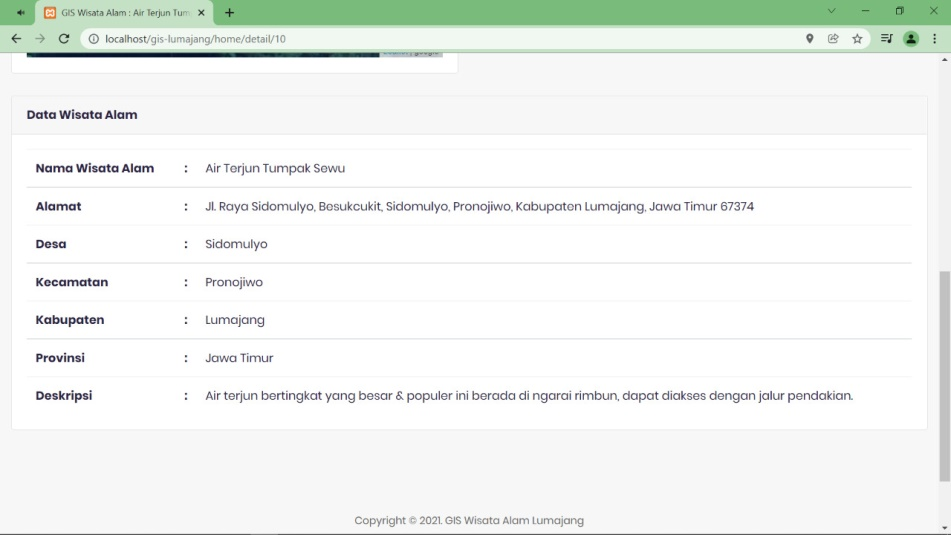 GIS Wisata Alam : Air Terjun Tum
localhost/gis-lumajang/home/detail/10
Data Wisata Alam
Nama Wisata Alam : Air Terjun Tumpak Sewu
Alamat : Jl. Raya Sidomulyo, Besukcukit, Sidomulyo, Pronojiwo, Kabupaten Lumajang, Jawa Timur 67374
Desa : Sidomulyo
Kecamatan : Pronojiwo
Kabupaten : Lumajang
Provinsi : Jawa Timur
Deskripsi : Air terjun bertingkat yang besar & populer ini berada di ngarai rimbun, dapat diakses dengan jalur pendakian.
Copyright © 2021. GIS Wisata Alam Lumajang